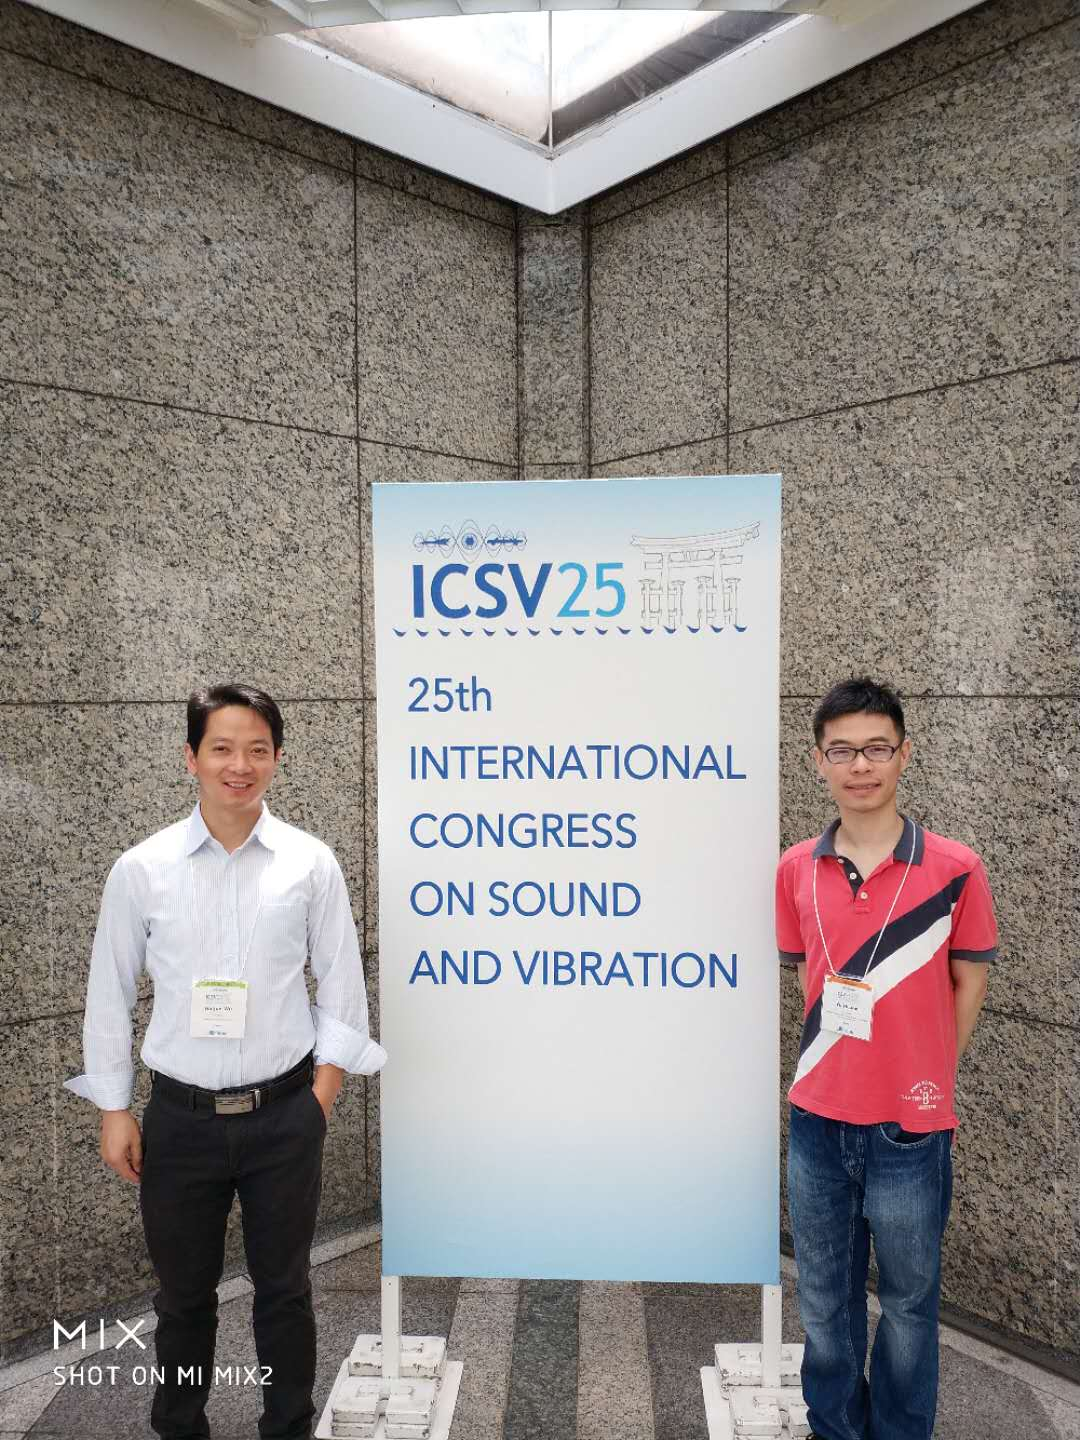 ICSV25
25th
INTERNATIONAL
CONGRESS
ON SOUND
AND VIBRATION
MIX
SHOT ON MI MIX2